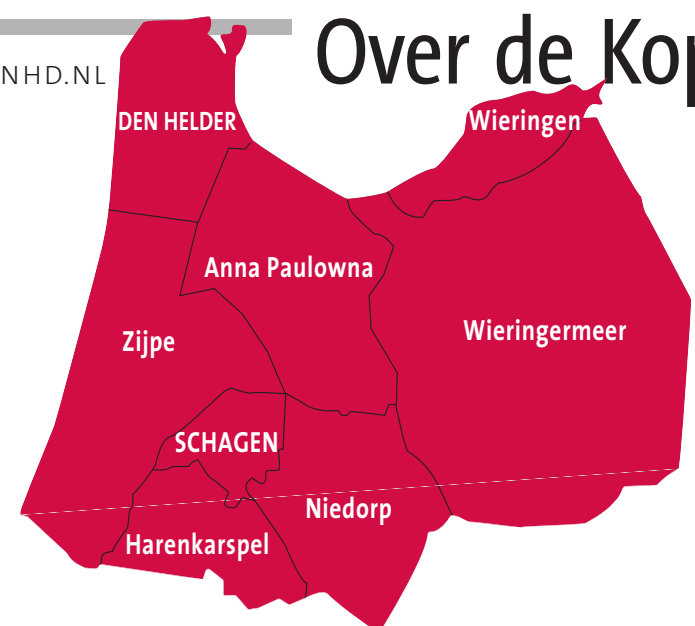 Over de Kop
NHD.NL
DEN HELDER
Wieringen
Anna Paulowna
Zijpe
Wieringermeer
SCHAGEN
Niedorp
Harenkarspel